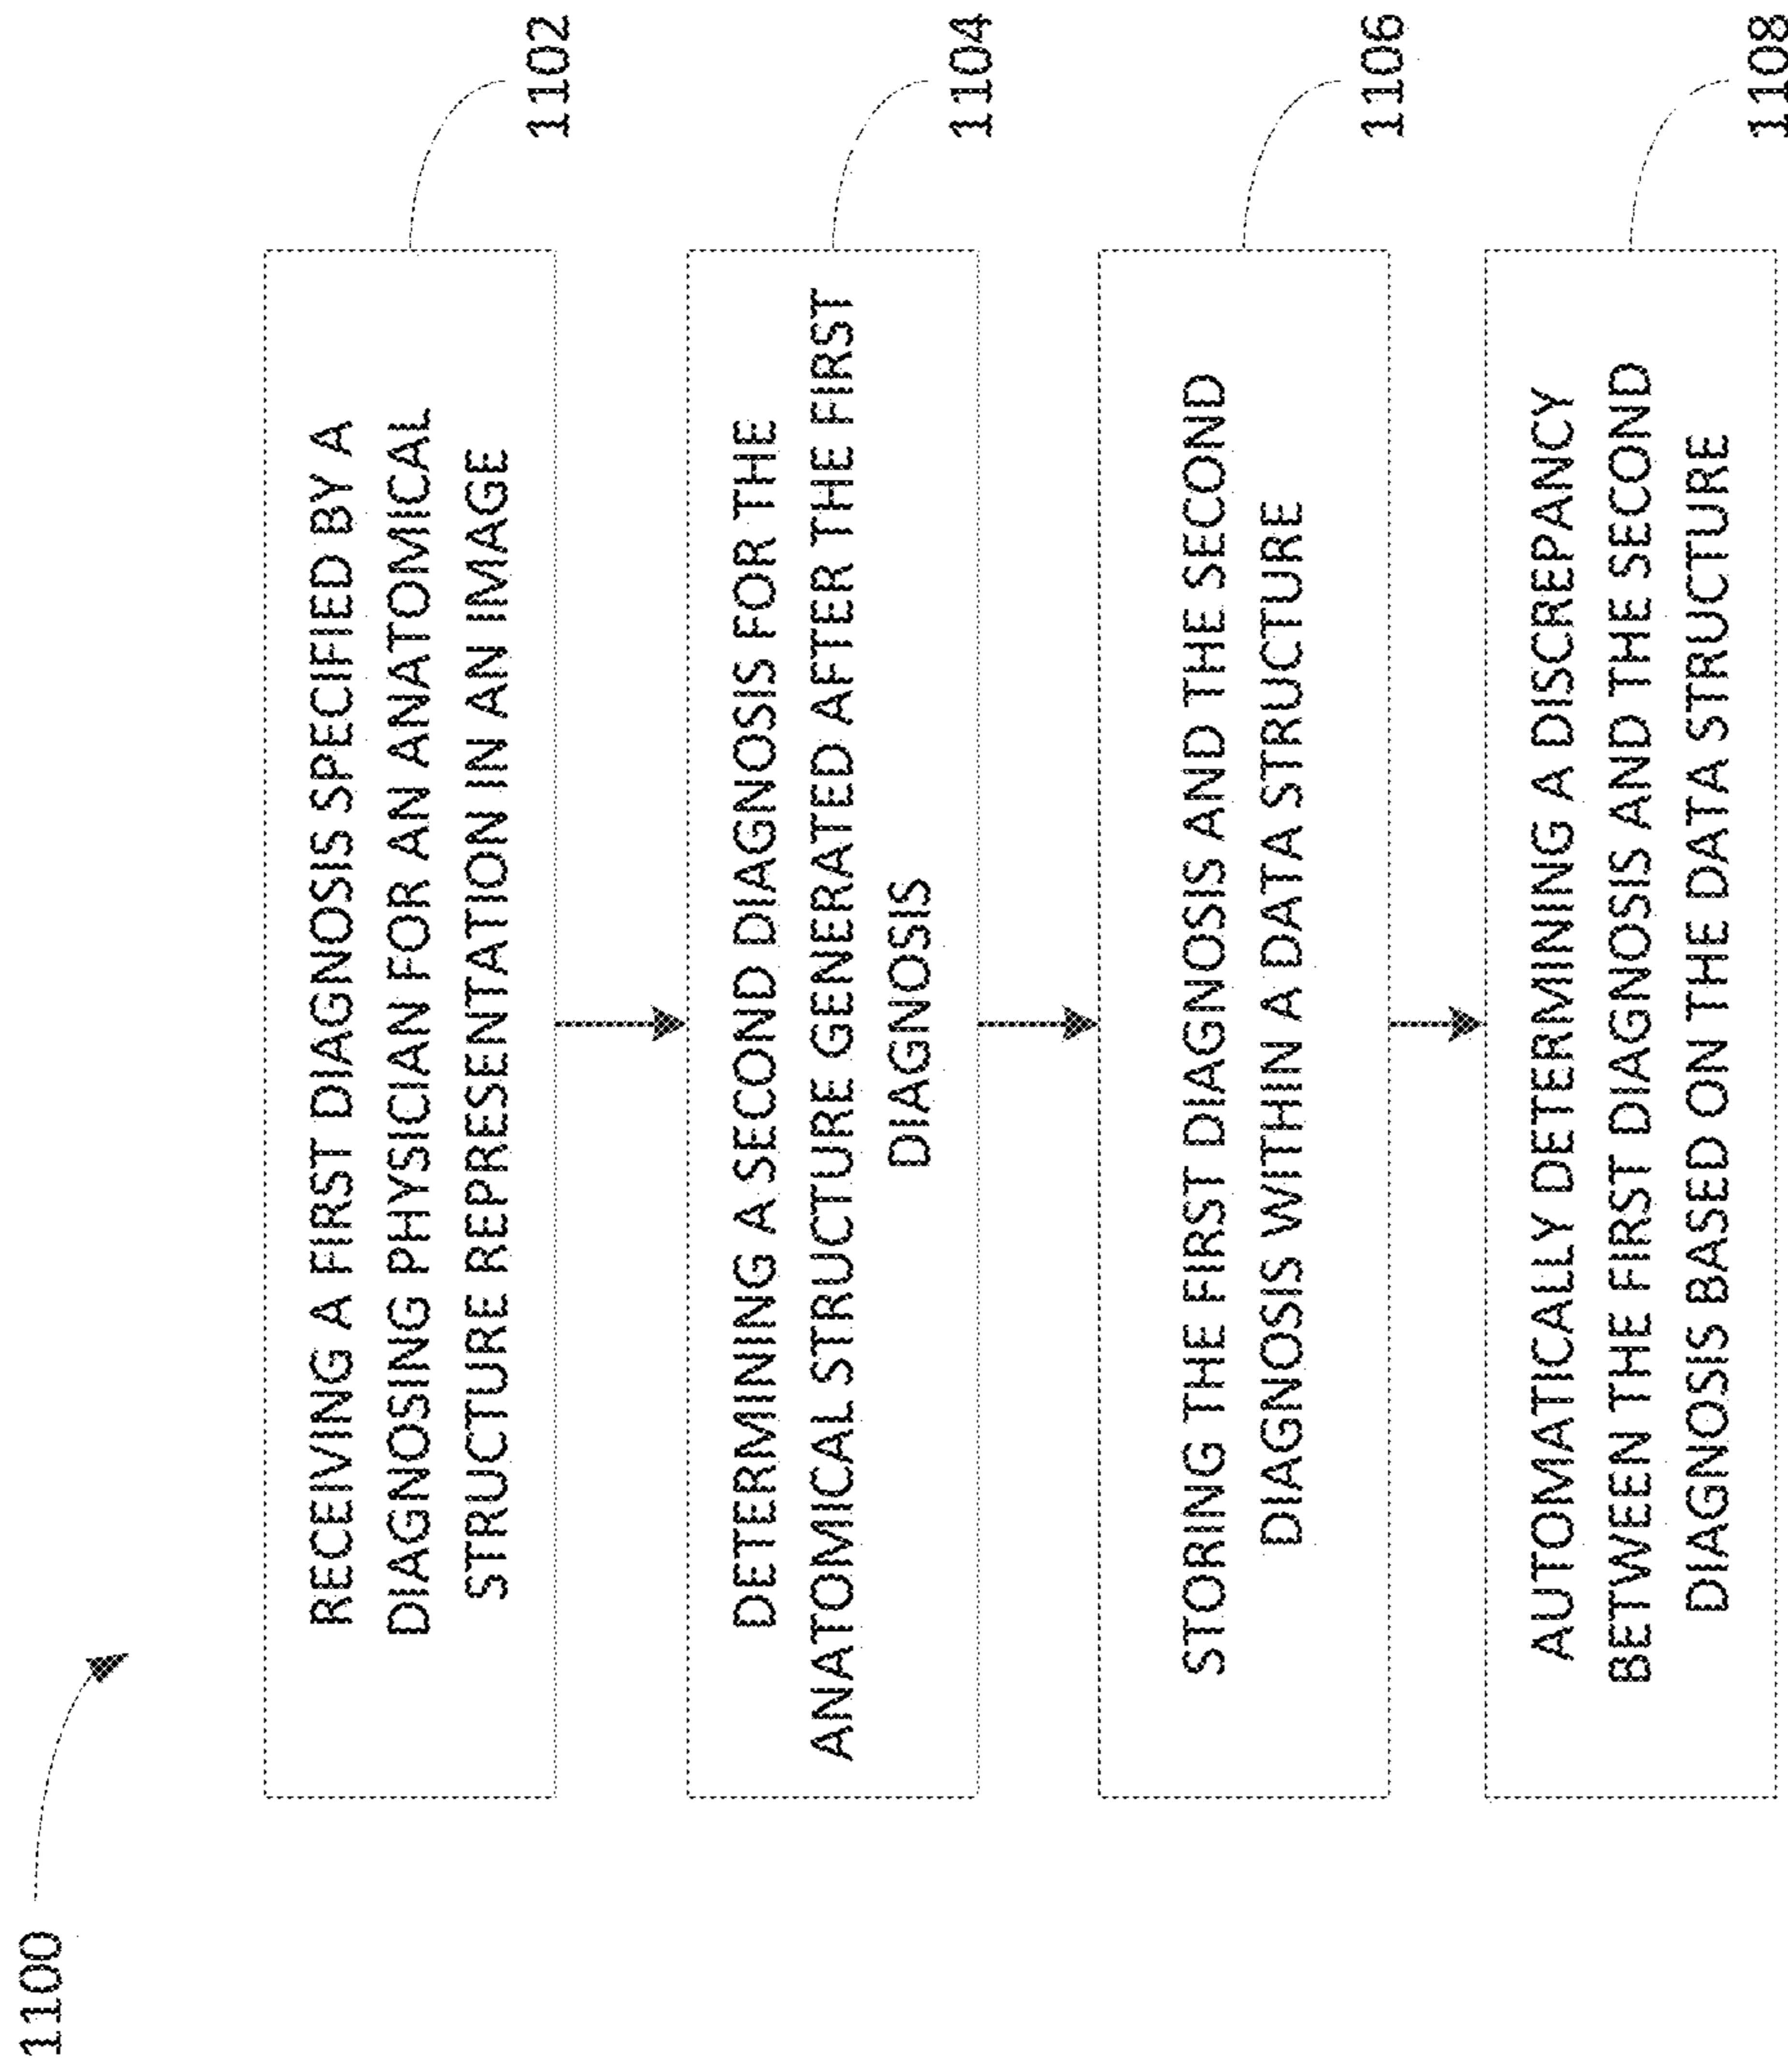 1100
RECEIVING A FIRST DIAGNOSIS SPECIFIED BY A
DIAGNOSING PHYSICIAN FOR AN ANATOMICAL
STRUCTURE REPRESENTATION IN AN IMAGE
1102
DETERMINING A SECOND DIAGNOSIS FOR THE
ANATOMICAL STRUCTURE GENERATED AFTER THE FIRST
DIAGNOSIS
1104
STORING THE FIRST DIAGNOSIS AND THE SECOND
DIAGNOSIS WITHIN A DATA STRUCTURE
1106
AUTOMATICALLY DETERMINING A DISCREPANCY
BETWEEN THE FIRST DIAGNOSIS AND THE SECOND
DIAGNOSIS BASED ON THE DATA STRUCTURE
1108